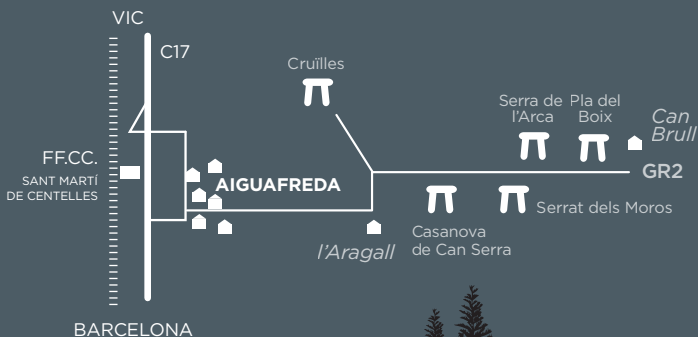 VIC
C17
Cruïlles
Serra de
l'Arca
Pla del
Boix
Can
Brull
FF.CC.
SANT MARTÍ
DE CENTELLES
AIGUAFREDA
GR2
Serrat dels Moros
Casanova
de Can Serra
l'Aragall
BARCELONA